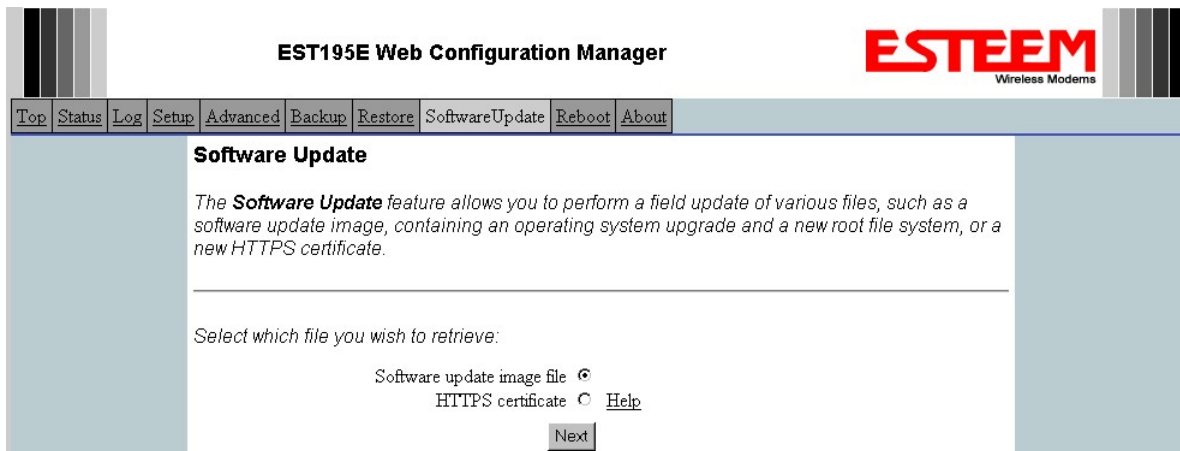 EST195E Web Configuration Manager
ESTEEM
Wireless Modems
Top Status Log Setup Advanced Backup Restore SoftwareUpdate Reboot About
Software Update
The Software Update feature allows you to perform a field update of various files, such as a
software update image, containing an operating system upgrade and a new root file system, or a
new HTTPS certificate.
Select which file you wish to retrieve:
Software update image file
HTTPS certificate Help
Next